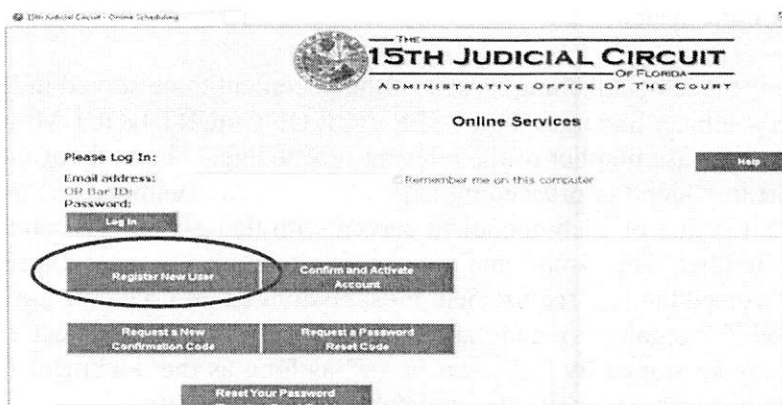 15th Judicial Circuit - Online Scheduling
THE
15TH JUDICIAL CIRCUIT
OF FLORIDA
ADMINISTRATIVE OFFICE OF THE COURT
Online Services
Please Log In:
Help
Email address:
Remember me on this computer
OR Bar ID:
Password:
Log In
Register New User
Confirm and Activate
Account
Request a New
Confirmation Code
Request a Password
Reset Code
Reset Your Password